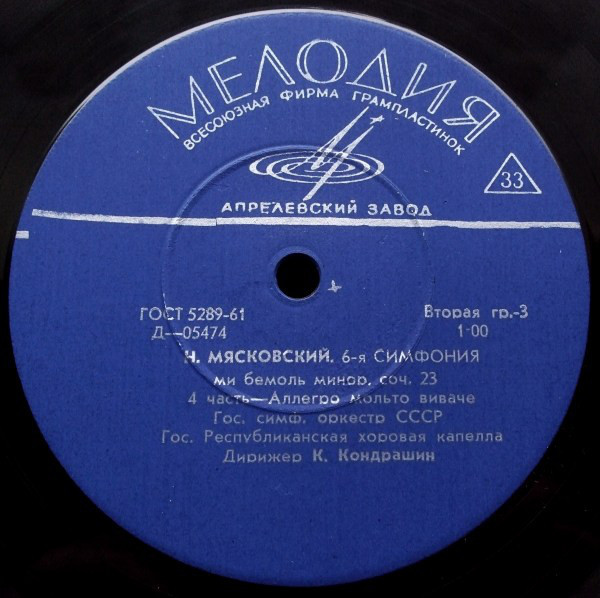 МЕЛОДИЯ
ВСЕСОЮЗНАЯ ФИРМА ГРАМПЛАСТИНОК
33
АПРЕЛЕВСКИЙ ЗАВОД
ГОСТ 5289-61 Вторая гр.-3
Д—05474 1-00
Н. МЯСКОВСКИЙ. 6-я СИМФОНИЯ
ми бемоль минор, соч. 23
4 часть—Аллегро мольто виваче
Гос. симф. оркестр СССР
Гос. Республиканская хоровая капелла
Дирижер К. Кондрашин